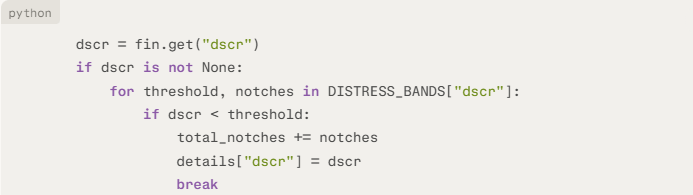 python
dscr = fin.get("dscr")
if dscr is not None:
    for threshold, notches in DISTRESS_BANDS["dscr"]:
        if dscr < threshold:
            total_notches += notches
            details["dscr"] = dscr
            break